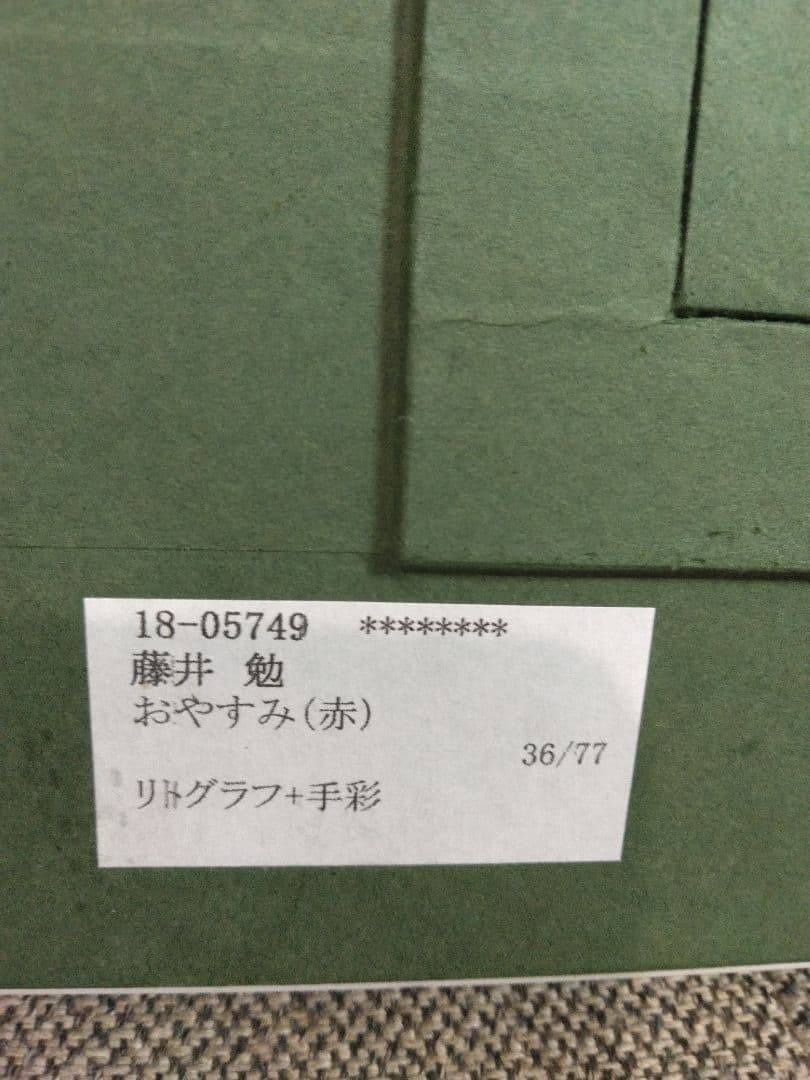 18-05749 ********
藤井 勉
おやすみ(赤)
36/77
リトグラフ+手彩